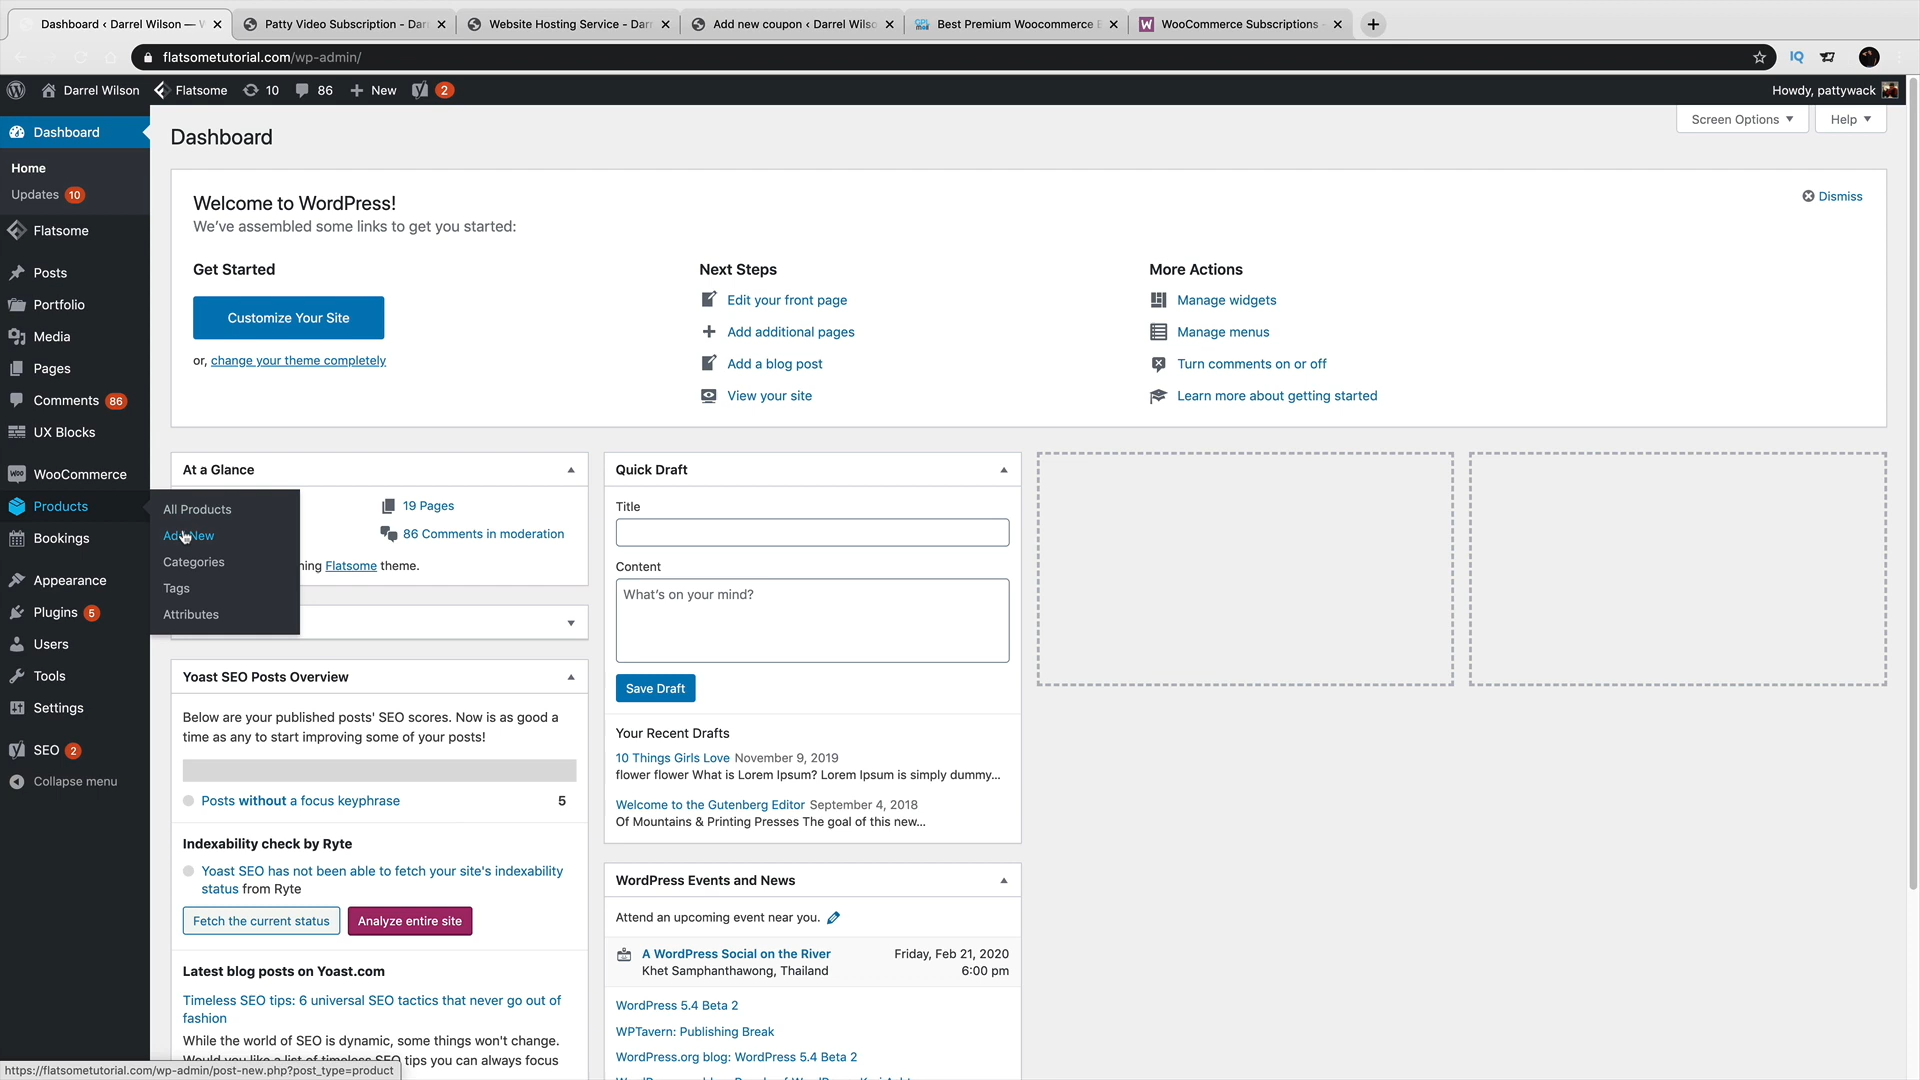 Dashboard ‹ Darrel Wilson — W
Patty Video Subscription - Darr
Website Hosting Service - Darr
Add new coupon ‹ Darrel Wilso
Best Premium Woocommerce E
WooCommerce Subscriptions -
flatsometutorial.com/wp-admin/
IQ
Darrel Wilson
Flatsome
10
86
New
2
Howdy, pattywack
Dashboard
Home
Updates 10
Flatsome
Posts
Portfolio
Media
Pages
Comments 86
UX Blocks
WooCommerce
Products
Bookings
Appearance
Plugins 5
Users
Tools
Settings
SEO 2
Collapse menu
All Products
Add New
Categories
Tags
Attributes
Dashboard
Screen Options
Help
Welcome to WordPress!
We've assembled some links to get you started:
Dismiss
Get Started
Customize Your Site
or, change your theme completely
Next Steps
Edit your front page
Add additional pages
Add a blog post
View your site
More Actions
Manage widgets
Manage menus
Turn comments on or off
Learn more about getting started
At a Glance
19 Pages
86 Comments in moderation
ning Flatsome theme.
Yoast SEO Posts Overview
Below are your published posts' SEO scores. Now is as good a
time as any to start improving some of your posts!
Posts without a focus keyphrase 5
Indexability check by Ryte
Yoast SEO has not been able to fetch your site's indexability
status from Ryte
Fetch the current status
Analyze entire site
Latest blog posts on Yoast.com
Timeless SEO tips: 6 universal SEO tactics that never go out of
fashion
While the world of SEO is dynamic, some things won't change.
Would you like a list of timeless SEO tips you can always focus
Quick Draft
Title
Content
What's on your mind?
Save Draft
Your Recent Drafts
10 Things Girls Love November 9, 2019
flower flower What is Lorem Ipsum? Lorem Ipsum is simply dummy…
Welcome to the Gutenberg Editor September 4, 2018
Of Mountains & Printing Presses The goal of this new…
WordPress Events and News
Attend an upcoming event near you.
A WordPress Social on the River
Khet Samphanthawong, Thailand
Friday, Feb 21, 2020
6:00 pm
WordPress 5.4 Beta 2
WPTavern: Publishing Break
WordPress.org blog: WordPress 5.4 Beta 2
https://flatsometutorial.com/wp-admin/post-new.php?post_type=product